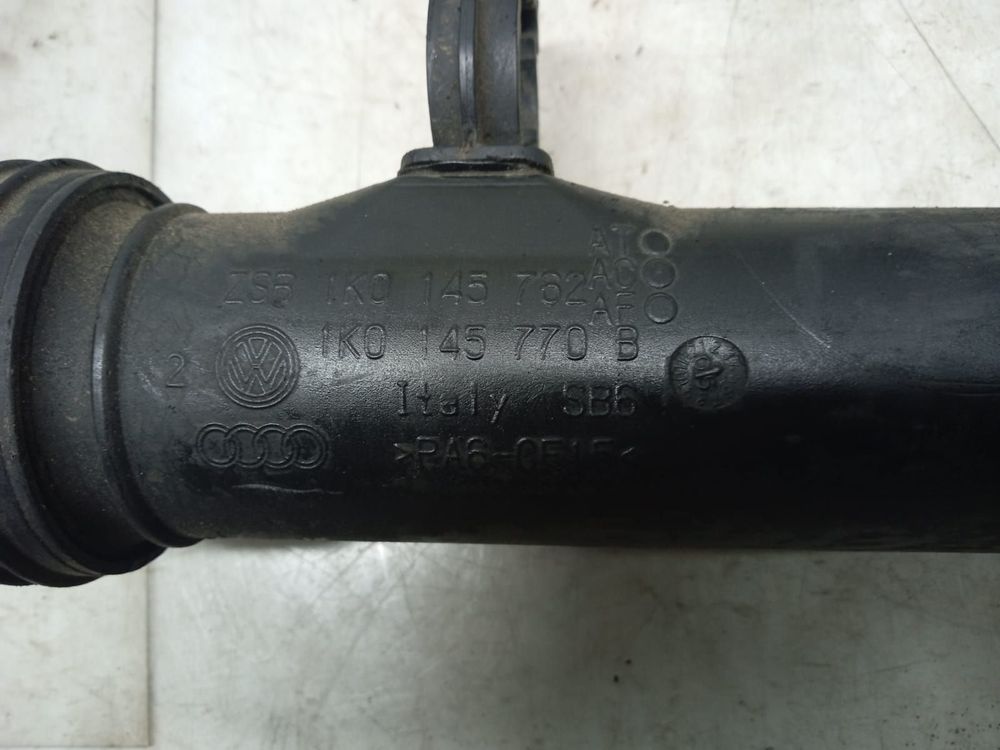 AT
AC
ZSB 1K0 145 762
AF
1K0 145 770 B
2
Italy SB6
>PA6-GF15<